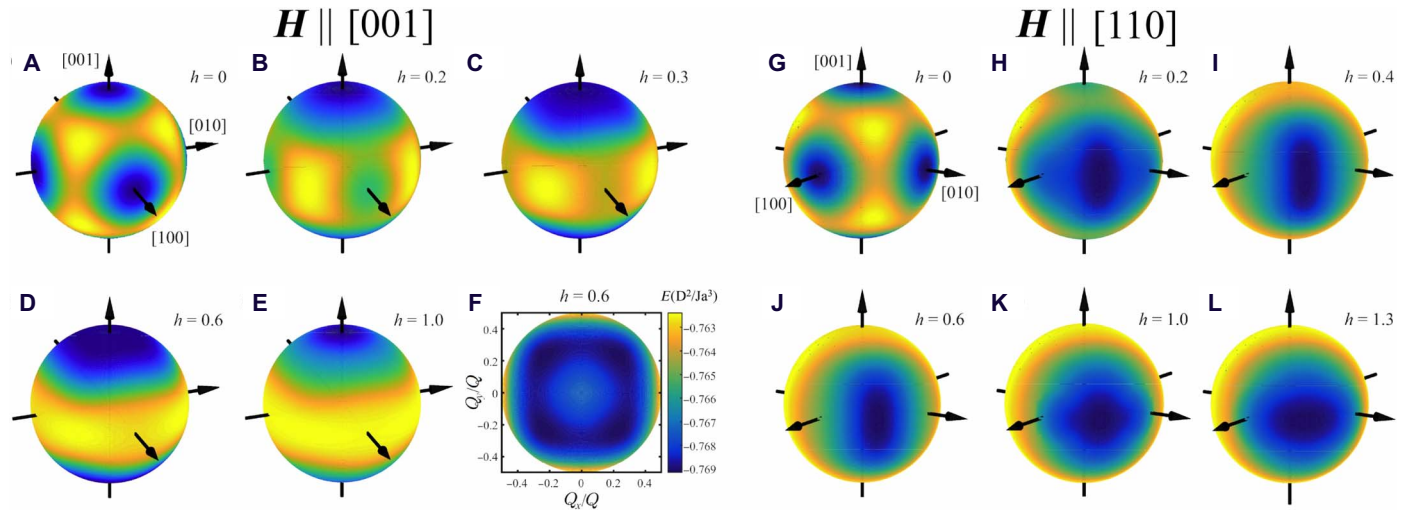 H || [001]
H || [110]
A
[001]
h = 0
[010]
[100]
B
h = 0.2
C
h = 0.3
G
[001]
h = 0
[100]
[010]
H
h = 0.2
I
h = 0.4
D
h = 0.6
E
h = 1.0
F
h = 0.6
E(D²/Ja³)
0.4
0.2
0
−0.2
−0.4
Qy/Q
−0.4
−0.2
0
0.2
0.4
Qx/Q
−0.763
−0.764
−0.765
−0.766
−0.767
−0.768
−0.769
J
h = 0.6
K
h = 1.0
L
h = 1.3